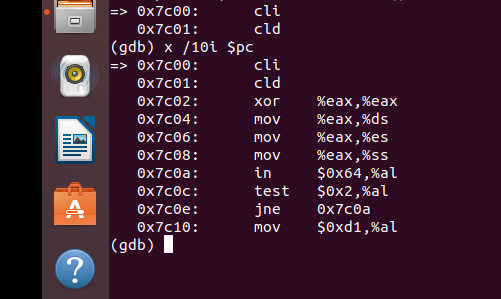 => 0x7c00: cli
0x7c01: cld
(gdb) x /10i $pc
=> 0x7c00: cli
0x7c01: cld
0x7c02: xor %eax,%eax
0x7c04: mov %eax,%ds
0x7c06: mov %eax,%es
0x7c08: mov %eax,%ss
0x7c0a: in $0x64,%al
0x7c0c: test $0x2,%al
0x7c0e: jne 0x7c0a
0x7c10: mov $0xd1,%al
(gdb)